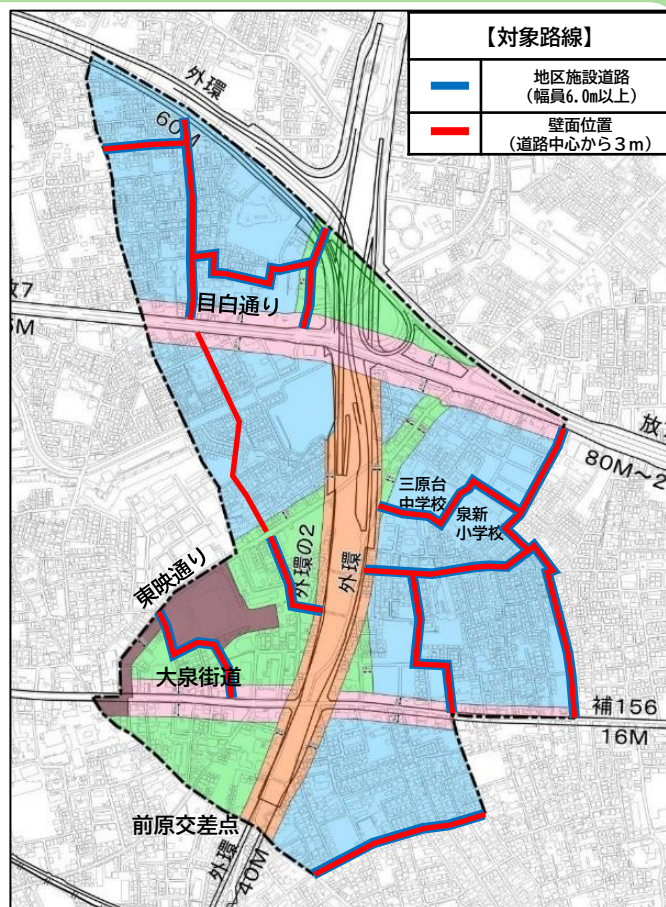 【対象路線】
地区施設道路
(幅員6.0m以上)
壁面位置
(道路中心から３ｍ)
外環
60M
目白通り
放7
放
80M～2
三原台
中学校
泉新
小学校
外環の2
外環
東映通り
大泉街道
補156
16M
前原交差点
外環
～40M